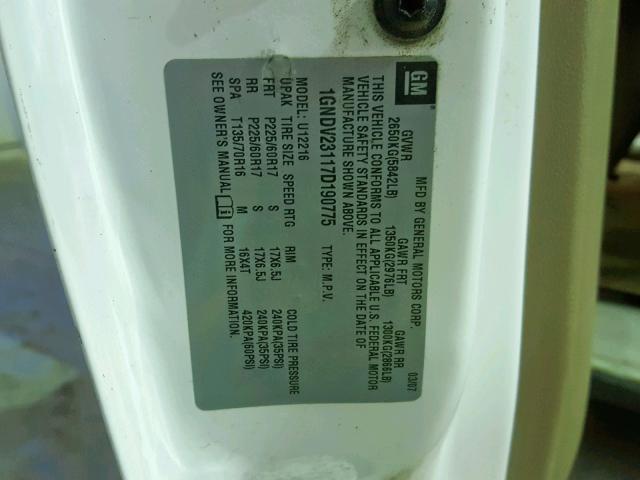 GM
MFD BY GENERAL MOTORS CORP. 03/07
GVWR GAWR FRT GAWR RR
2650KG(5842LB) 1350KG(2976LB) 1300KG(2866LB)
THIS VEHICLE CONFORMS TO ALL APPLICABLE U.S. FEDERAL MOTOR
VEHICLE SAFETY STANDARDS IN EFFECT ON THE DATE OF
MANUFACTURE SHOWN ABOVE.
1GNDV23117D190775 TYPE: M.P.V.
MODEL: U12216
UPAK TIRE SIZE SPEED RTG RIM COLD TIRE PRESSURE
FRT P225/60R17 S 17X6.5J 240KPA(35PSI)
RR P225/60R17 S 17X6.5J 240KPA(35PSI)
SPA T135/70R16 M 16X4T 420KPA(60PSI)
SEE OWNER'S MANUAL FOR MORE INFORMATION.